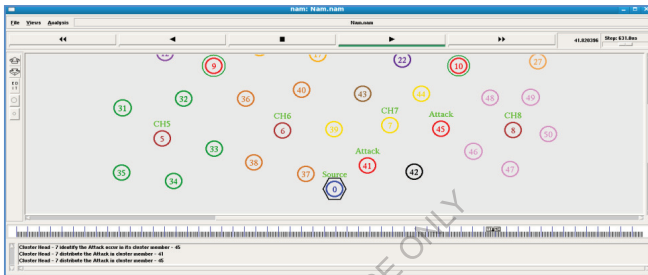 nam: Nam.nam
File Views Analysis Nam.nam
41.028396 Step: 631.0us
9 22 10 27
31 32 36 40 43 44 48 49
CH5 CH6 CH7 Attack CH8
5 6 39 7 45 8 50
33 Attack 46
35 34 38 37 41 42 47
Source
0
Cluster Head - 7 identify the Attack occur in its cluster member - 45
Cluster Head - 7 distribute the Attack in cluster member - 41
Cluster Head - 7 distribute the Attack in cluster member - 45
E ONLY